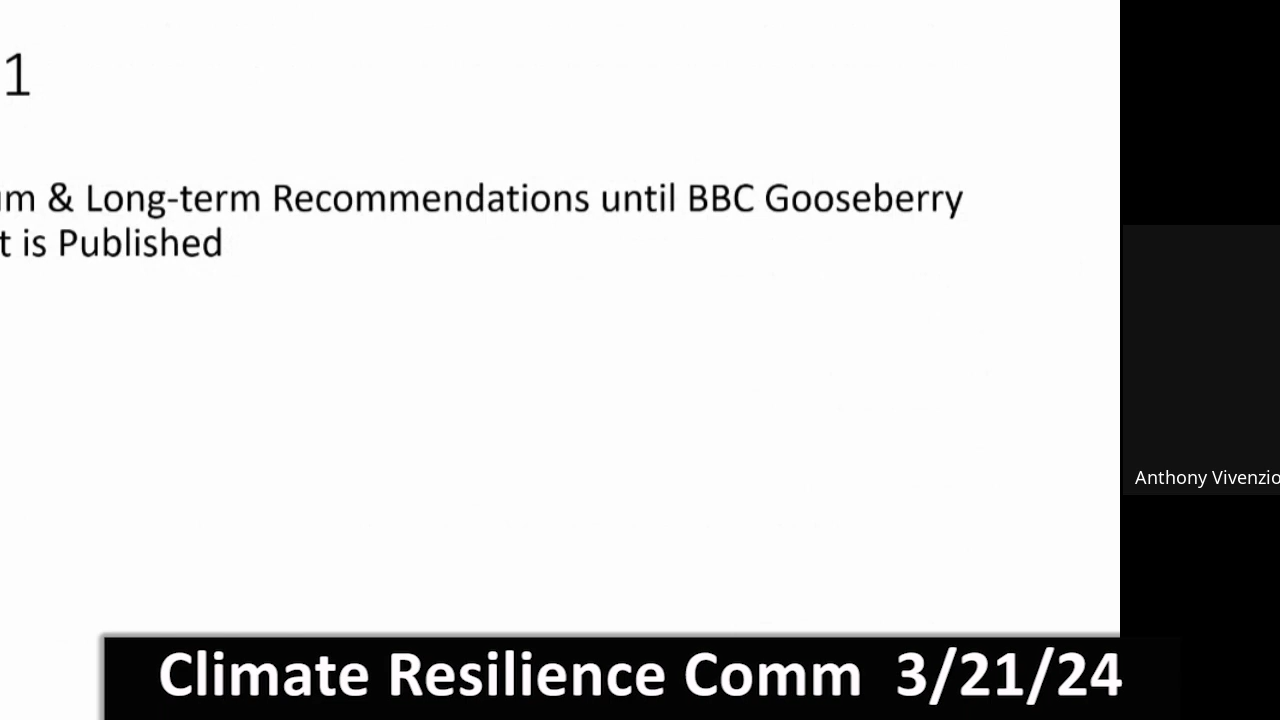 1
& Long-term Recommendations until BBC Gooseberry
is Published
Anthony Vivenzio
Climate Resilience Comm 3/21/24